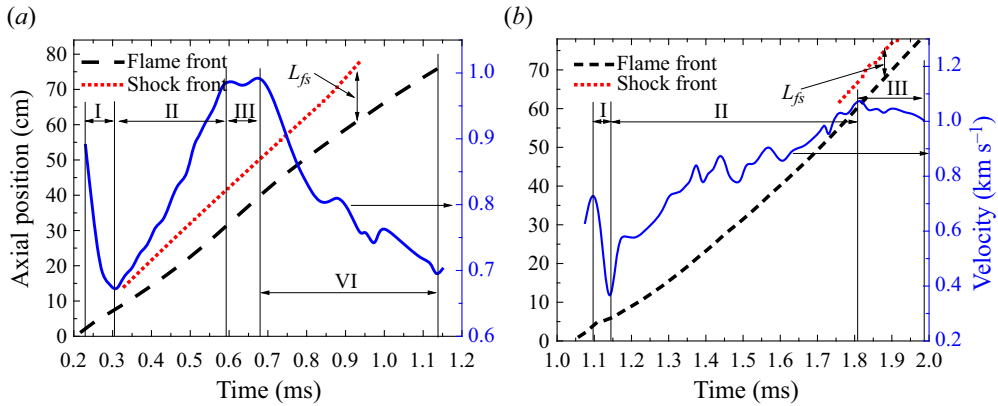 (a)
80
70
60
50
40
30
20
10
0
Axial position (cm)
Flame front
Shock front
I
II
III
VI
L_fs
1.0
0.9
0.8
0.7
0.6
0.2 0.3 0.4 0.5 0.6 0.7 0.8 0.9 1.0 1.1 1.2
Time (ms)
(b)
70
60
50
40
30
20
10
0
Flame front
Shock front
I
II
III
L_fs
1.2
1.0
0.8
0.6
0.4
0.2
Velocity (km s⁻¹)
1.0 1.1 1.2 1.3 1.4 1.5 1.6 1.7 1.8 1.9 2.0
Time (ms)